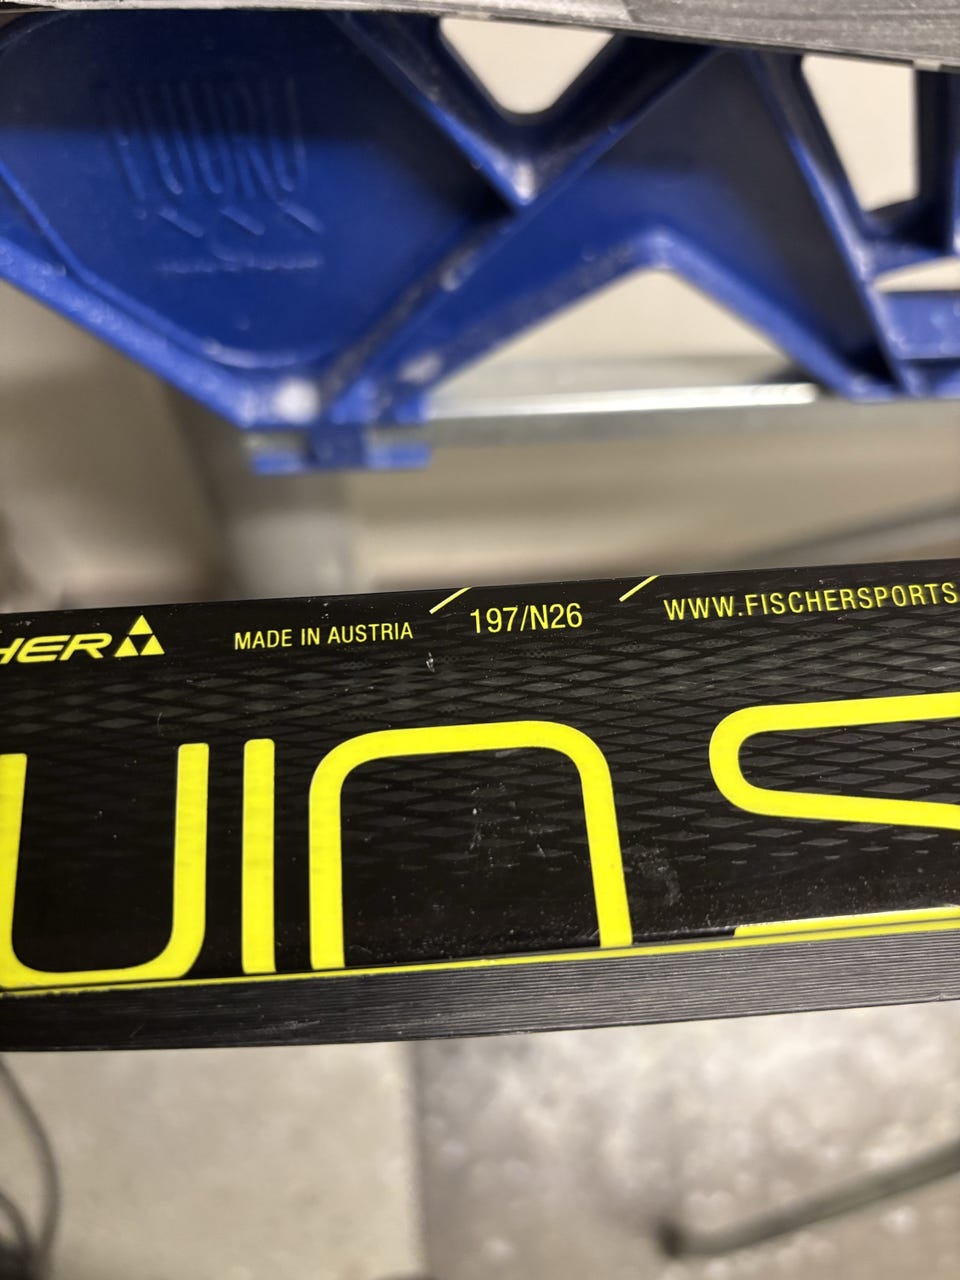 HER
MADE IN AUSTRIA
197/N26
WWW.FISCHERSPORTS
uin S